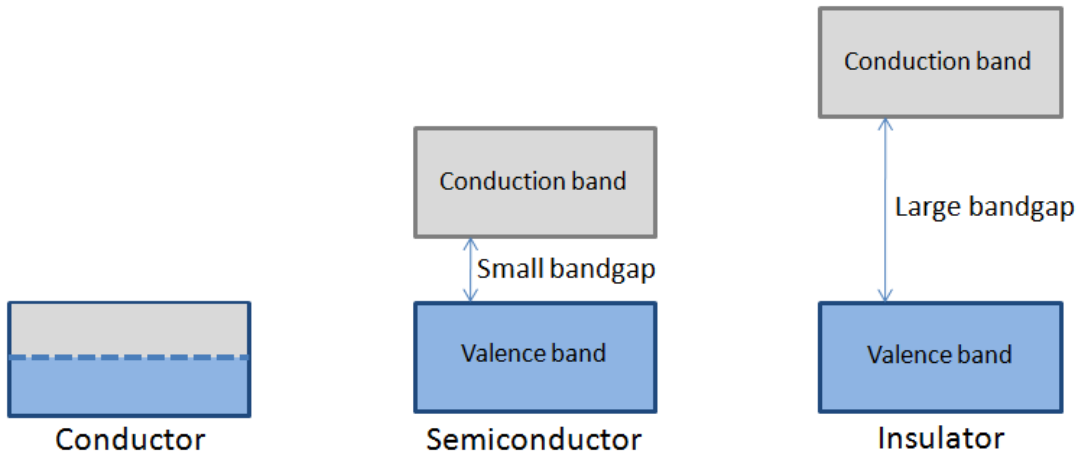 Conduction band
Conduction band
Large bandgap
Small bandgap
Valence band
Valence band
Conductor
Semiconductor
Insulator